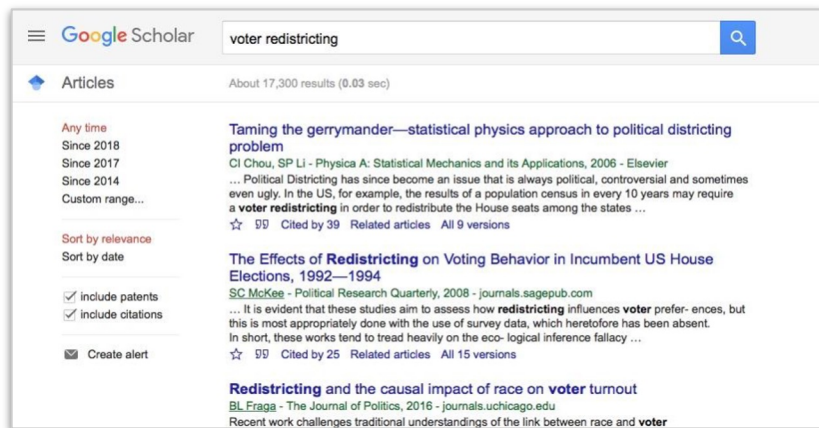 Google Scholar
voter redistricting
Articles
About 17,300 results (0.03 sec)
Any time
Since 2018
Since 2017
Since 2014
Custom range...
Sort by relevance
Sort by date
include patents
include citations
Create alert
Taming the gerrymander—statistical physics approach to political districting
problem
CI Chou, SP Li - Physica A: Statistical Mechanics and its Applications, 2006 - Elsevier
... Political Districting has since become an issue that is always political, controversial and sometimes
even ugly. In the US, for example, the results of a population census in every 10 years may require
a voter redistricting in order to redistribute the House seats among the states ...
Cited by 39 Related articles All 9 versions
The Effects of Redistricting on Voting Behavior in Incumbent US House
Elections, 1992—1994
SC McKee - Political Research Quarterly, 2008 - journals.sagepub.com
... It is evident that these studies aim to assess how redistricting influences voter prefer- ences, but
this is most appropriately done with the use of survey data, which heretofore has been absent.
In short, these works tend to tread heavily on the eco- logical inference fallacy ...
Cited by 25 Related articles All 15 versions
Redistricting and the causal impact of race on voter turnout
BL Fraga - The Journal of Politics, 2016 - journals.uchicago.edu
Recent work challenges traditional understandings of the link between race and voter